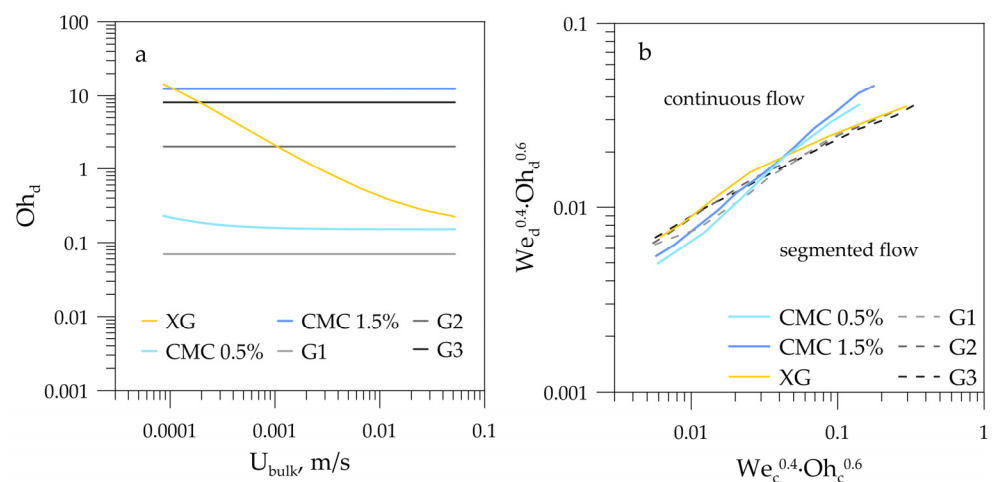 a
100
10
1
0.1
0.01
0.001
Oh_d
0.0001
0.001
0.01
0.1
U_bulk, m/s
XG
CMC 1.5%
G2
CMC 0.5%
G1
G3
b
0.1
0.01
0.001
We_d^0.4·Oh_d^0.6
continuous flow
segmented flow
CMC 0.5%
G1
CMC 1.5%
G2
XG
G3
0.01
0.1
1
We_c^0.4·Oh_c^0.6